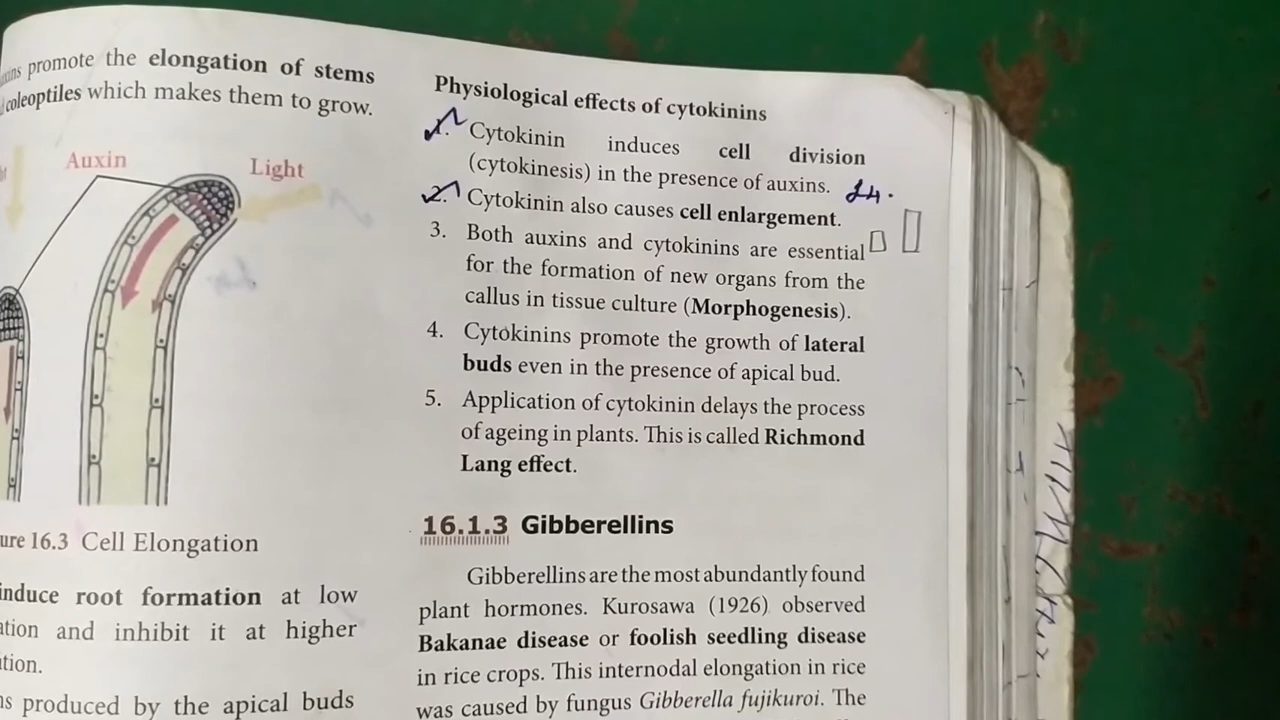 promote the elongation of stems
coleoptiles which makes them to grow.
Auxin
Light
16.3 Cell Elongation
induce root formation at low
and inhibit it at higher
produced by the apical buds
Physiological effects of cytokinins
1. Cytokinin induces cell division
(cytokinesis) in the presence of auxins.
2. Cytokinin also causes cell enlargement.
3. Both auxins and cytokinins are essential
for the formation of new organs from the
callus in tissue culture (Morphogenesis).
4. Cytokinins promote the growth of lateral
buds even in the presence of apical bud.
5. Application of cytokinin delays the process
of ageing in plants. This is called Richmond
Lang effect.
16.1.3 Gibberellins
Gibberellins are the most abundantly found
plant hormones. Kurosawa (1926) observed
Bakanae disease or foolish seedling disease
in rice crops. This internodal elongation in rice
was caused by fungus Gibberella fujikuroi. The